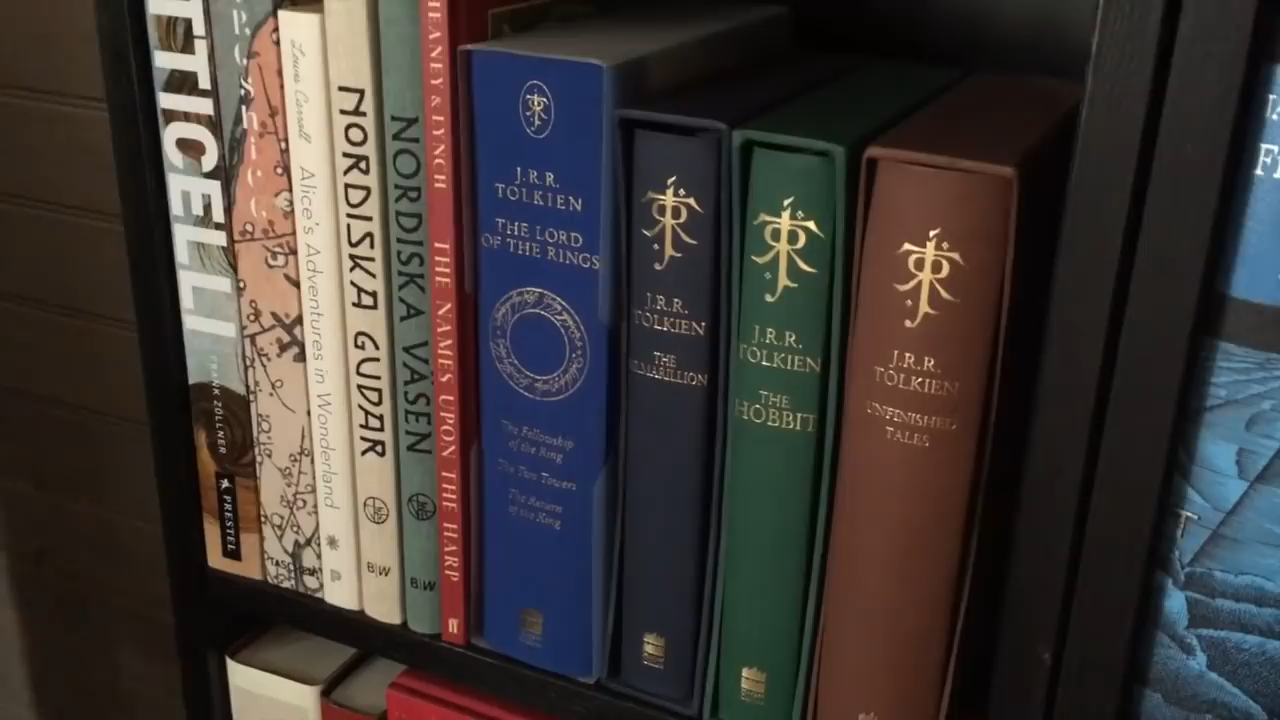 TTICELLI
FRANK ZÖLLNER
PRESTEL
TASCHEN
Lewis Carroll Alice's Adventures in Wonderland
NORDISKA GUDAR
B\W
NORDISKA VÄSEN
B\W
HEANEY & LYNCH THE NAMES UPON THE HARP
ff
J.R.R.
TOLKIEN
THE LORD
OF THE RINGS
The Fellowship
of the Ring
The Two Towers
The Return
of the King
J.R.R.
TOLKIEN
THE
SILMARILLION
J.R.R.
TOLKIEN
THE
HOBBIT
J.R.R.
TOLKIEN
UNFINISHED
TALES